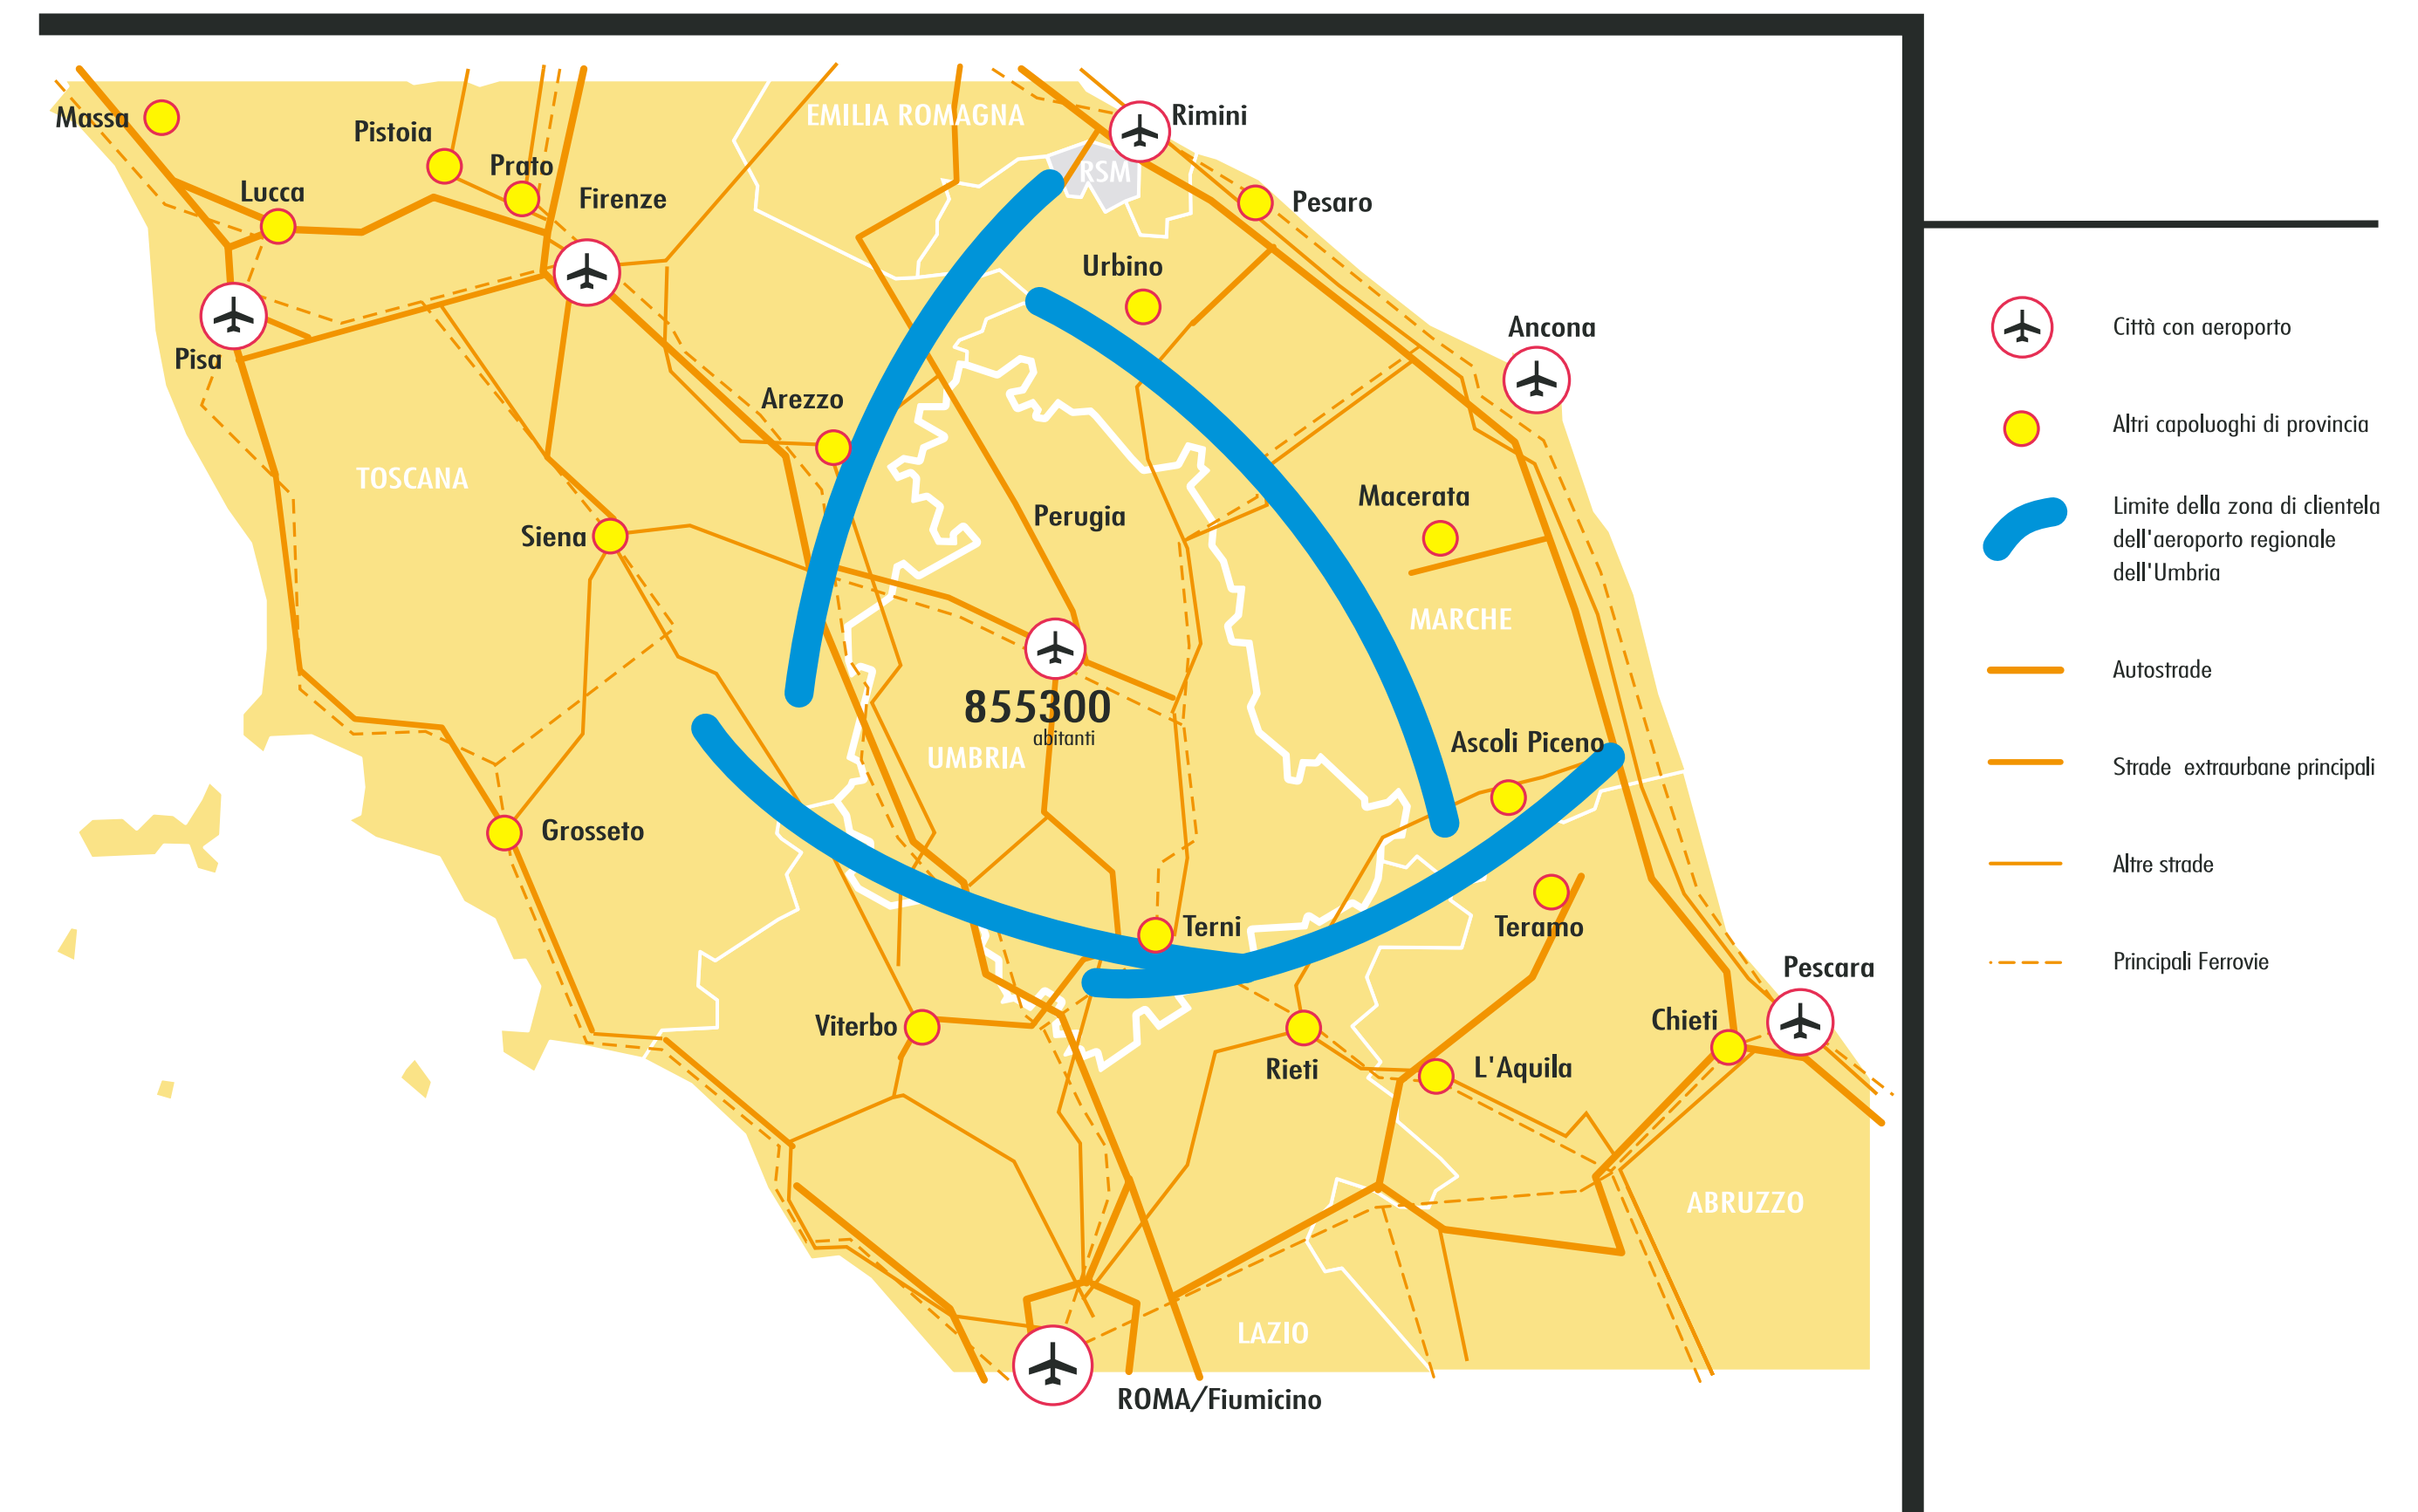 EMILIA ROMAGNA
Rimini
Massa
Pistoia
Prato
RSM
Lucca
Firenze
Pesaro
Urbino
Ancona
Pisa
Arezzo
TOSCANA
Macerata
Perugia
Siena
MARCHE
855300
abitanti
UMBRIA
Ascoli Piceno
Grosseto
Terni
Teramo
Pescara
Viterbo
Chieti
Rieti
L'Aquila
ABRUZZO
LAZIO
ROMA/Fiumicino
Città con aeroporto
Altri capoluoghi di provincia
Limite della zona di clientela
dell'aeroporto regionale
dell'Umbria
Autostrade
Strade  extraurbane principali
Altre strade
Principali Ferrovie